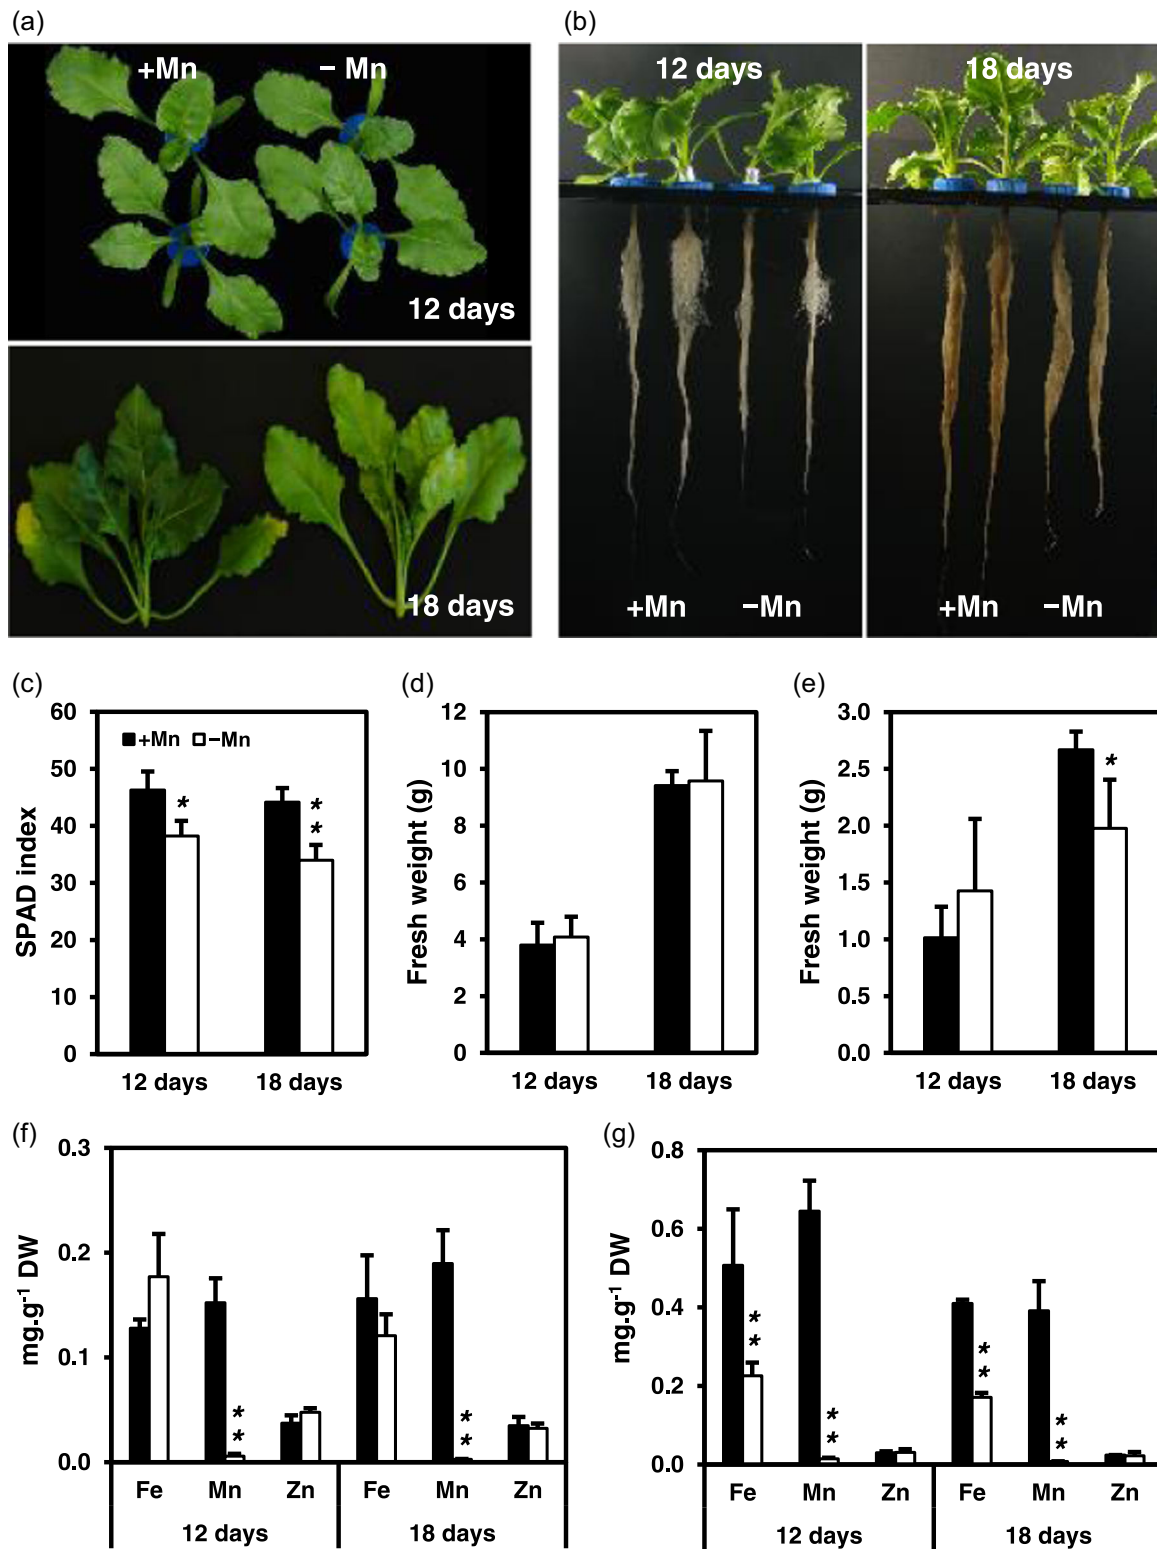 (a)
+Mn – Mn
12 days
18 days
(b)
12 days
18 days
+Mn –Mn
+Mn –Mn
(c)
60
50
40
30
20
10
0
SPAD index
+Mn –Mn
*
* *
12 days 18 days
(d)
12
10
8
6
4
2
0
Fresh weight (g)
12 days 18 days
(e)
3.0
2.5
2.0
1.5
1.0
0.5
0.0
Fresh weight (g)
*
12 days 18 days
(f)
0.3
0.2
0.1
0.0
mg.g-1 DW
* *
* *
Fe Mn Zn Fe Mn Zn
12 days 18 days
(g)
0.8
0.6
0.4
0.2
0.0
mg.g-1 DW
* *
* *
* *
* *
Fe Mn Zn Fe Mn Zn
12 days 18 days